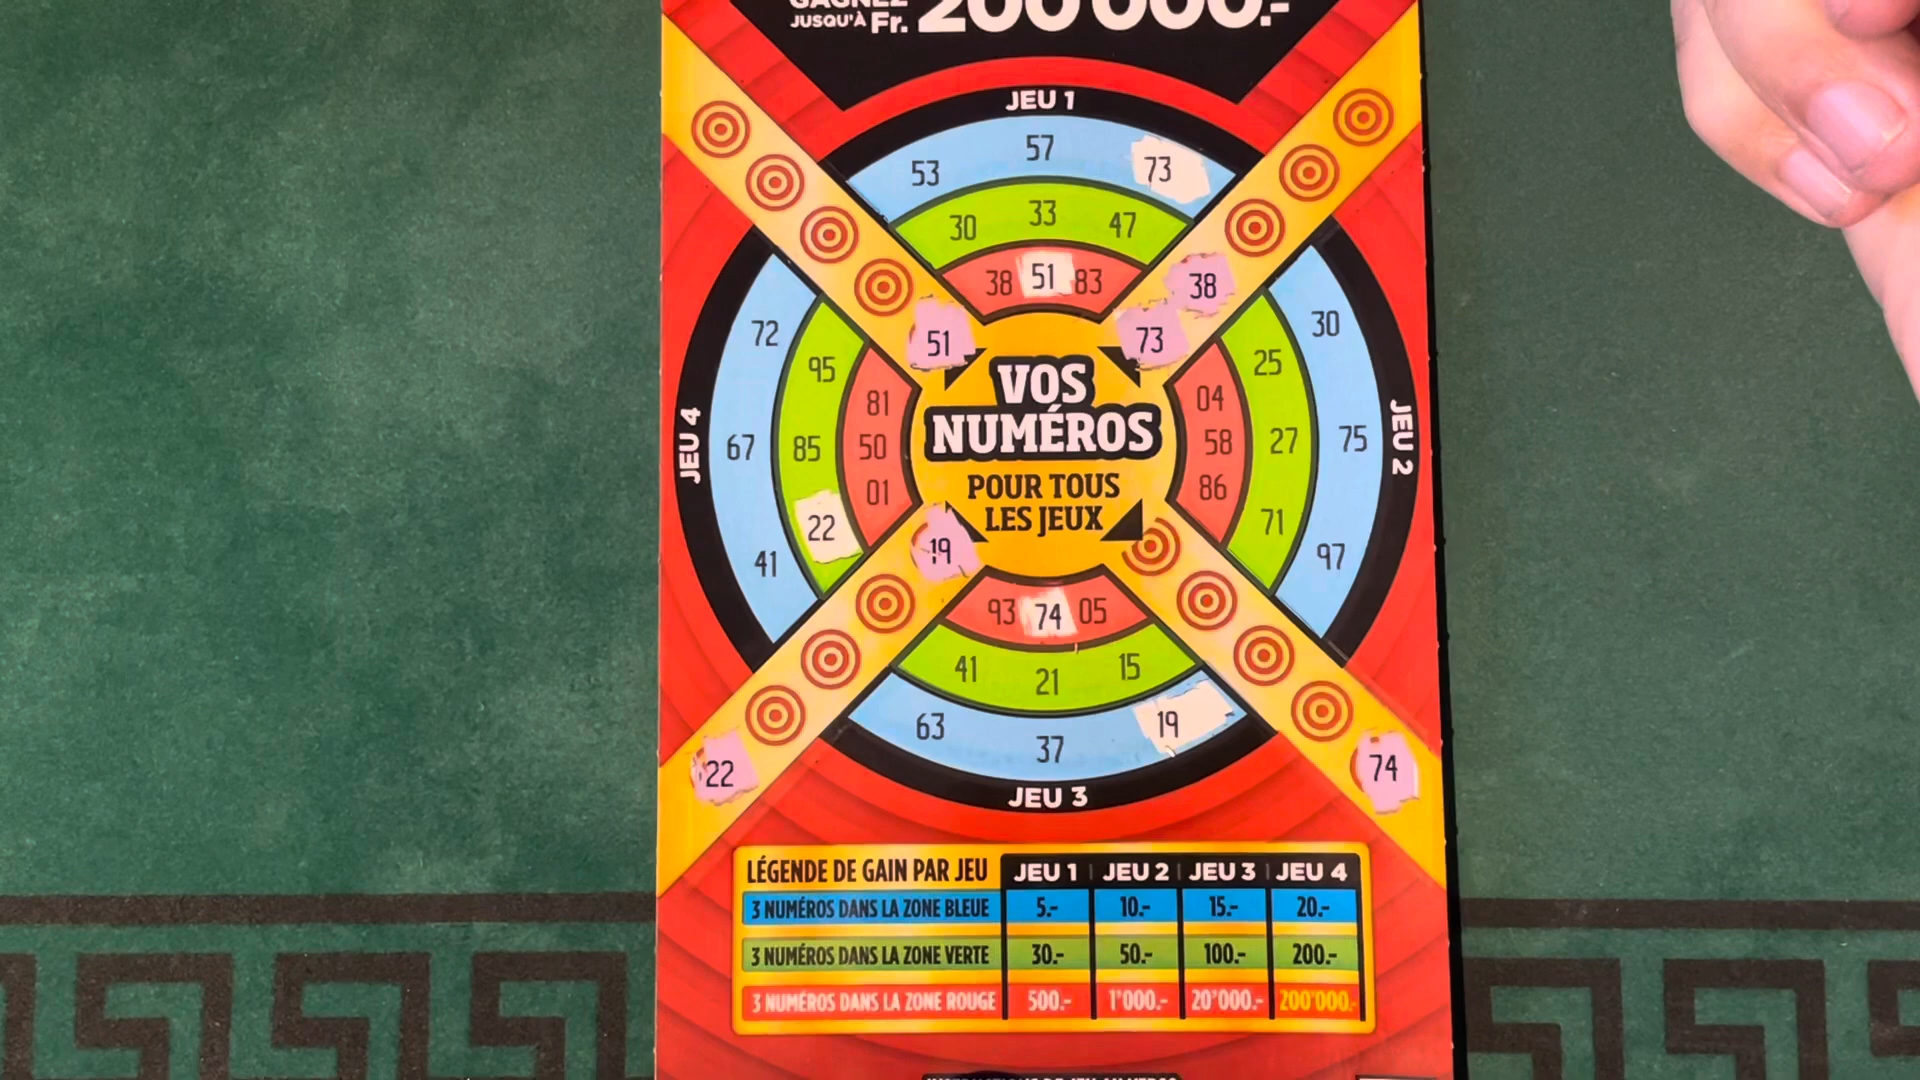 GAGNEZ
JUSQU'À Fr. 200'000.-
JEU 1
53 57 73
30 33 47
38 51 83
51
38
73
JEU 4
72
67
41
95
85
22
81
50
01
VOS
NUMÉROS
POUR TOUS
LES JEUX
04
58
86
25
27
71
30
75
97
JEU 2
19
22
74
93 74 05
41 21 15
63 37 19
JEU 3
LÉGENDE DE GAIN PAR JEU JEU 1 JEU 2 JEU 3 JEU 4
3 NUMÉROS DANS LA ZONE BLEUE 5.- 10.- 15.- 20.-
3 NUMÉROS DANS LA ZONE VERTE 30.- 50.- 100.- 200.-
3 NUMÉROS DANS LA ZONE ROUGE 500.- 1'000.- 20'000.- 200'000.-